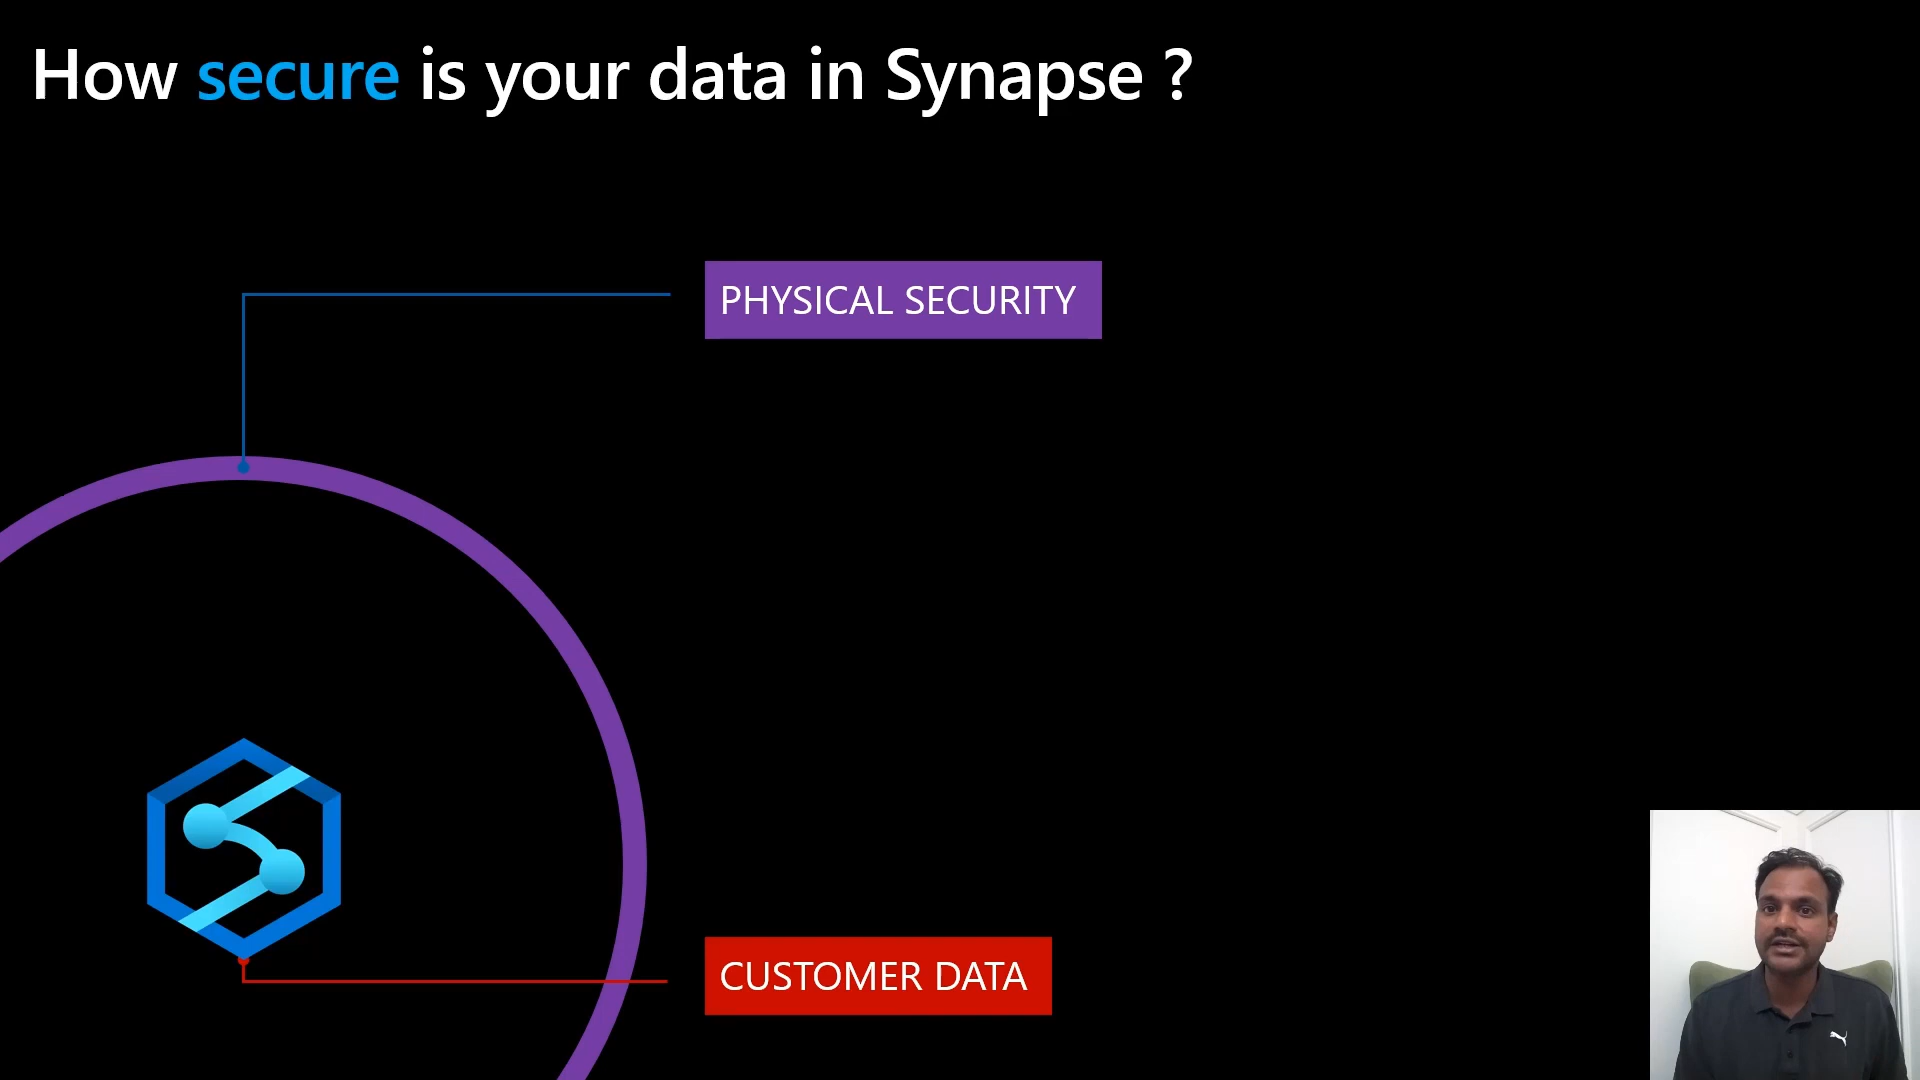 How secure is your data in Synapse ?
PHYSICAL SECURITY
CUSTOMER DATA